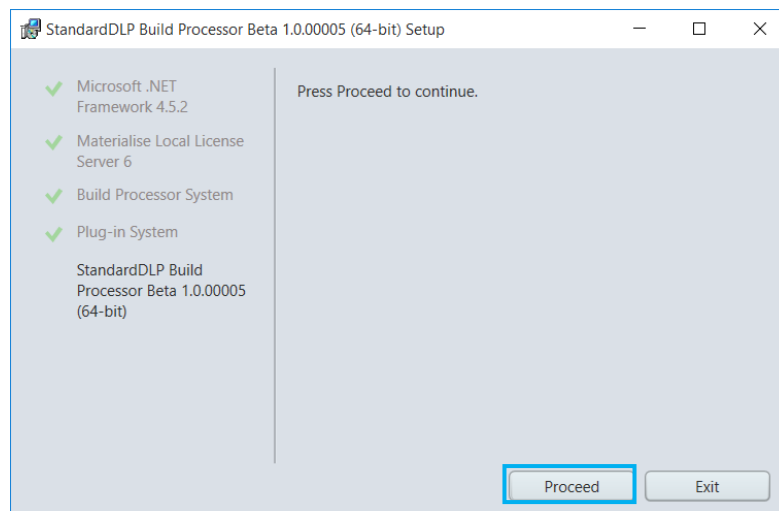 StandardDLP Build Processor Beta 1.0.00005 (64-bit) Setup
Microsoft .NET
Framework 4.5.2
Materialise Local License
Server 6
Build Processor System
Plug-in System
StandardDLP Build
Processor Beta 1.0.00005
(64-bit)
Press Proceed to continue.
Proceed
Exit